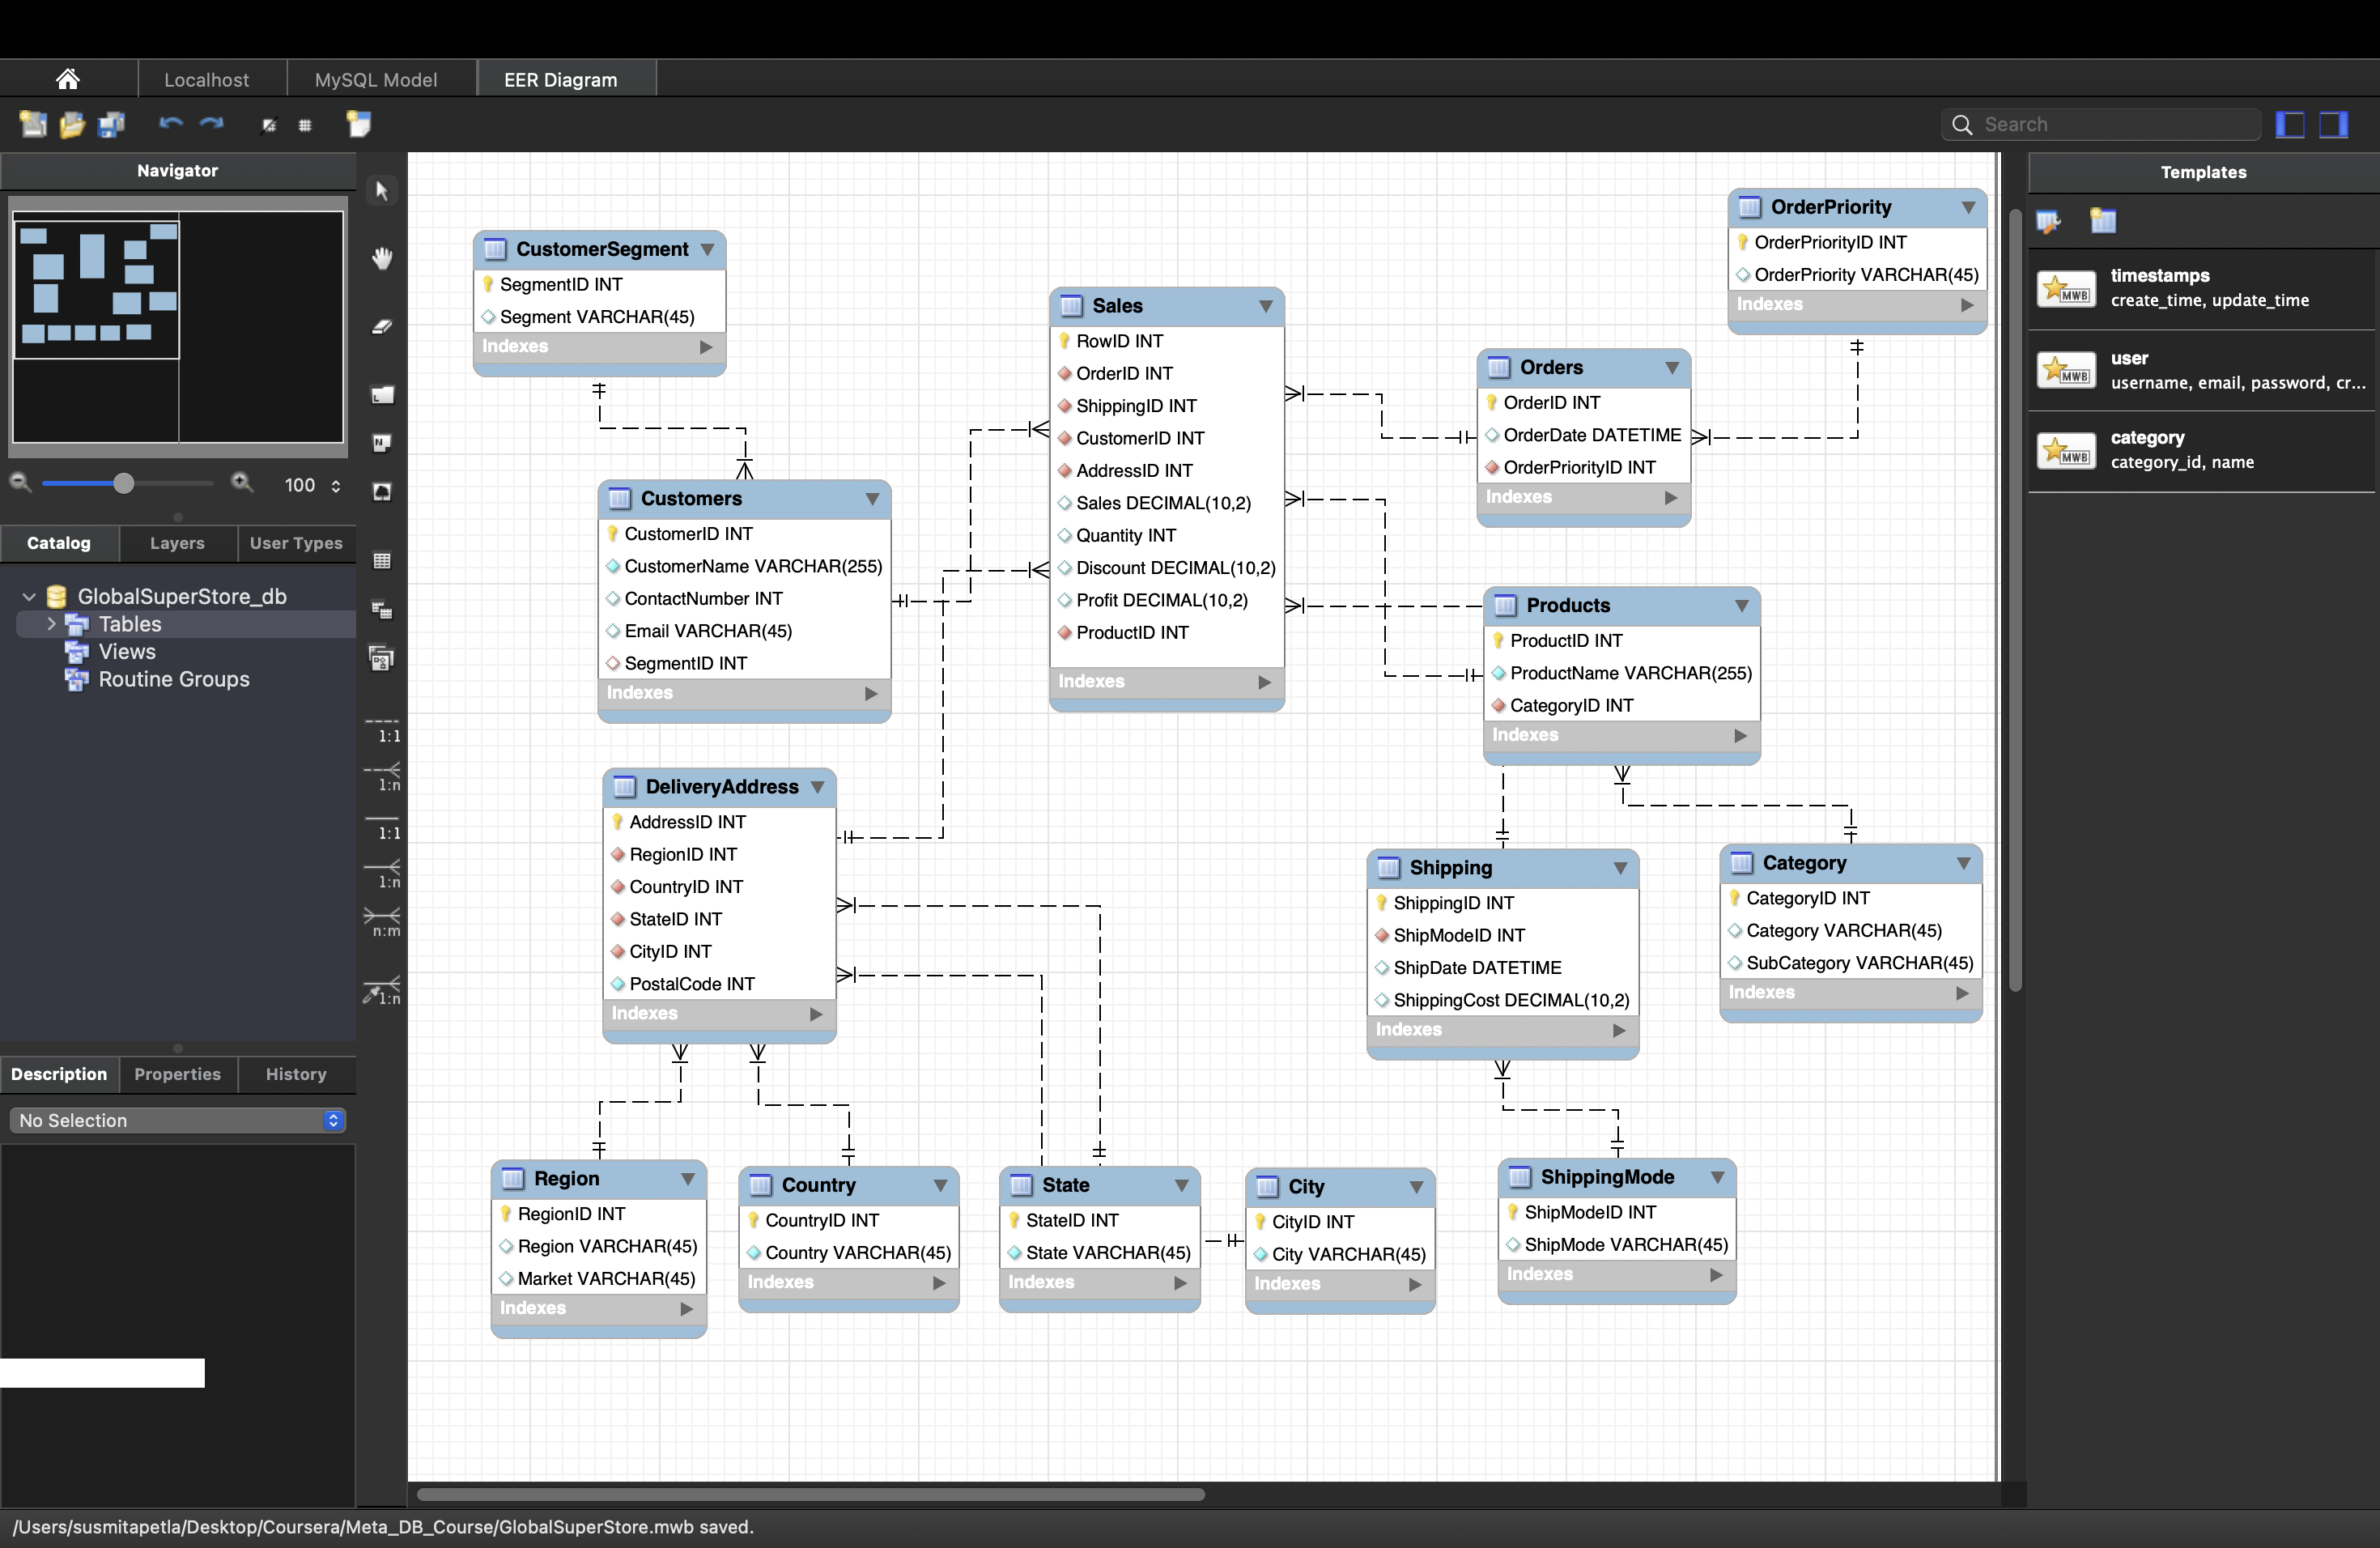 Localhost
MySQL Model
EER Diagram
Search
Navigator
100
Catalog
Layers
User Types
GlobalSuperStore_db
Tables
Views
Routine Groups
Description
Properties
History
No Selection
L
N
1:1
1:n
1:1
1:n
n:m
1:n
CustomerSegment
SegmentID INT
Segment VARCHAR(45)
Indexes
Customers
CustomerID INT
CustomerName VARCHAR(255)
ContactNumber INT
Email VARCHAR(45)
SegmentID INT
Indexes
Sales
RowID INT
OrderID INT
ShippingID INT
CustomerID INT
AddressID INT
Sales DECIMAL(10,2)
Quantity INT
Discount DECIMAL(10,2)
Profit DECIMAL(10,2)
ProductID INT
Indexes
OrderPriority
OrderPriorityID INT
OrderPriority VARCHAR(45)
Indexes
Orders
OrderID INT
OrderDate DATETIME
OrderPriorityID INT
Indexes
Products
ProductID INT
ProductName VARCHAR(255)
CategoryID INT
Indexes
DeliveryAddress
AddressID INT
RegionID INT
CountryID INT
StateID INT
CityID INT
PostalCode INT
Indexes
Shipping
ShippingID INT
ShipModeID INT
ShipDate DATETIME
ShippingCost DECIMAL(10,2)
Indexes
Category
CategoryID INT
Category VARCHAR(45)
SubCategory VARCHAR(45)
Indexes
Region
RegionID INT
Region VARCHAR(45)
Market VARCHAR(45)
Indexes
Country
CountryID INT
Country VARCHAR(45)
Indexes
State
StateID INT
State VARCHAR(45)
Indexes
City
CityID INT
City VARCHAR(45)
Indexes
ShippingMode
ShipModeID INT
ShipMode VARCHAR(45)
Indexes
Templates
MWB
timestamps
create_time, update_time
MWB
user
username, email, password, cr...
MWB
category
category_id, name
/Users/susmitapetla/Desktop/Coursera/Meta_DB_Course/GlobalSuperStore.mwb saved.